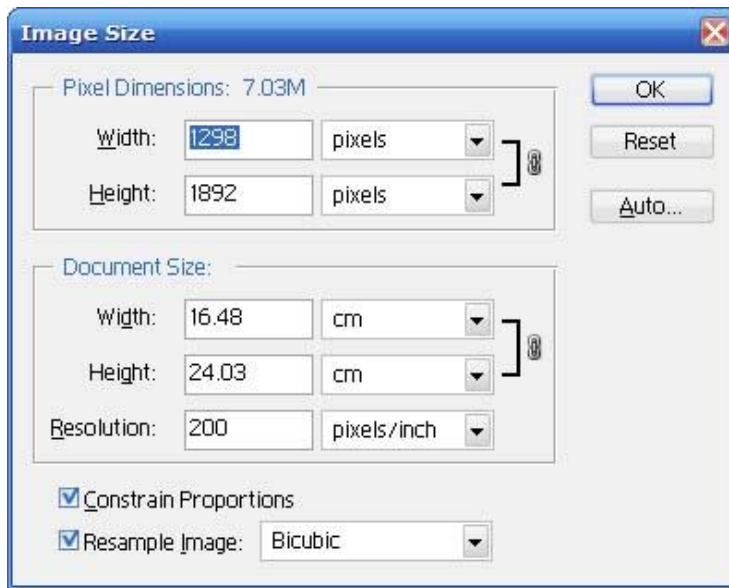 Image Size
Pixel Dimensions: 7.03M
OK
Width: 1298 pixels
Reset
Height: 1892 pixels
Auto...
Document Size:
Width: 16.48 cm
Height: 24.03 cm
Resolution: 200 pixels/inch
Constrain Proportions
Resample Image: Bicubic